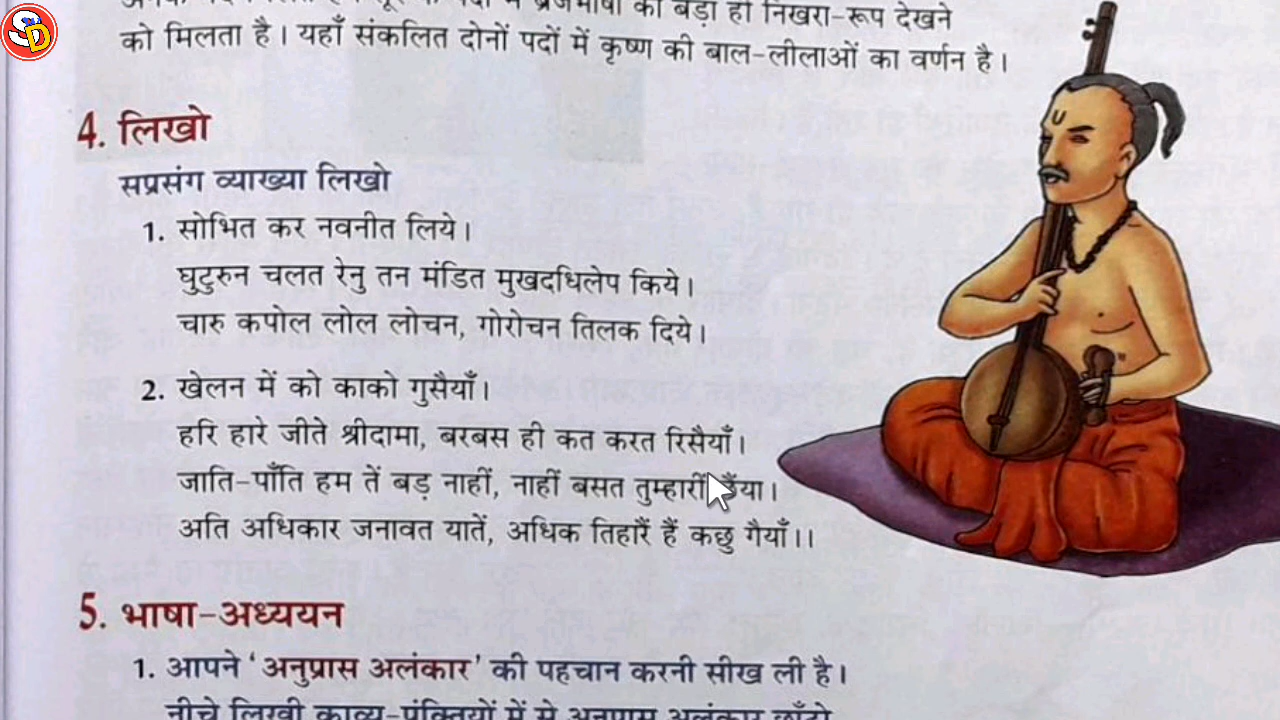 SD
को मिलता है। यहाँ संकलित दोनों पदों में कृष्ण की बाल-लीलाओं का वर्णन है।
4. लिखो
सप्रसंग व्याख्या लिखो
1. सोभित कर नवनीत लिये।
घुटुरुन चलत रेनु तन मंडित मुखदधिलेप किये।
चारु कपोल लोल लोचन, गोरोचन तिलक दिये।
2. खेलन में को काको गुसैयाँ।
हरि हारे जीते श्रीदामा, बरबस ही कत करत रिसैयाँ।
जाति-पाँति हम तें बड़ नाहीं, नाहीं बसत तुम्हारीं
अति अधिकार जनावत यातें, अधिक तिहारैं हैं कछु गैयाँ।।
5. भाषा-अध्ययन
1. आपने 'अनुप्रास अलंकार' की पहचान करनी सीख ली है।